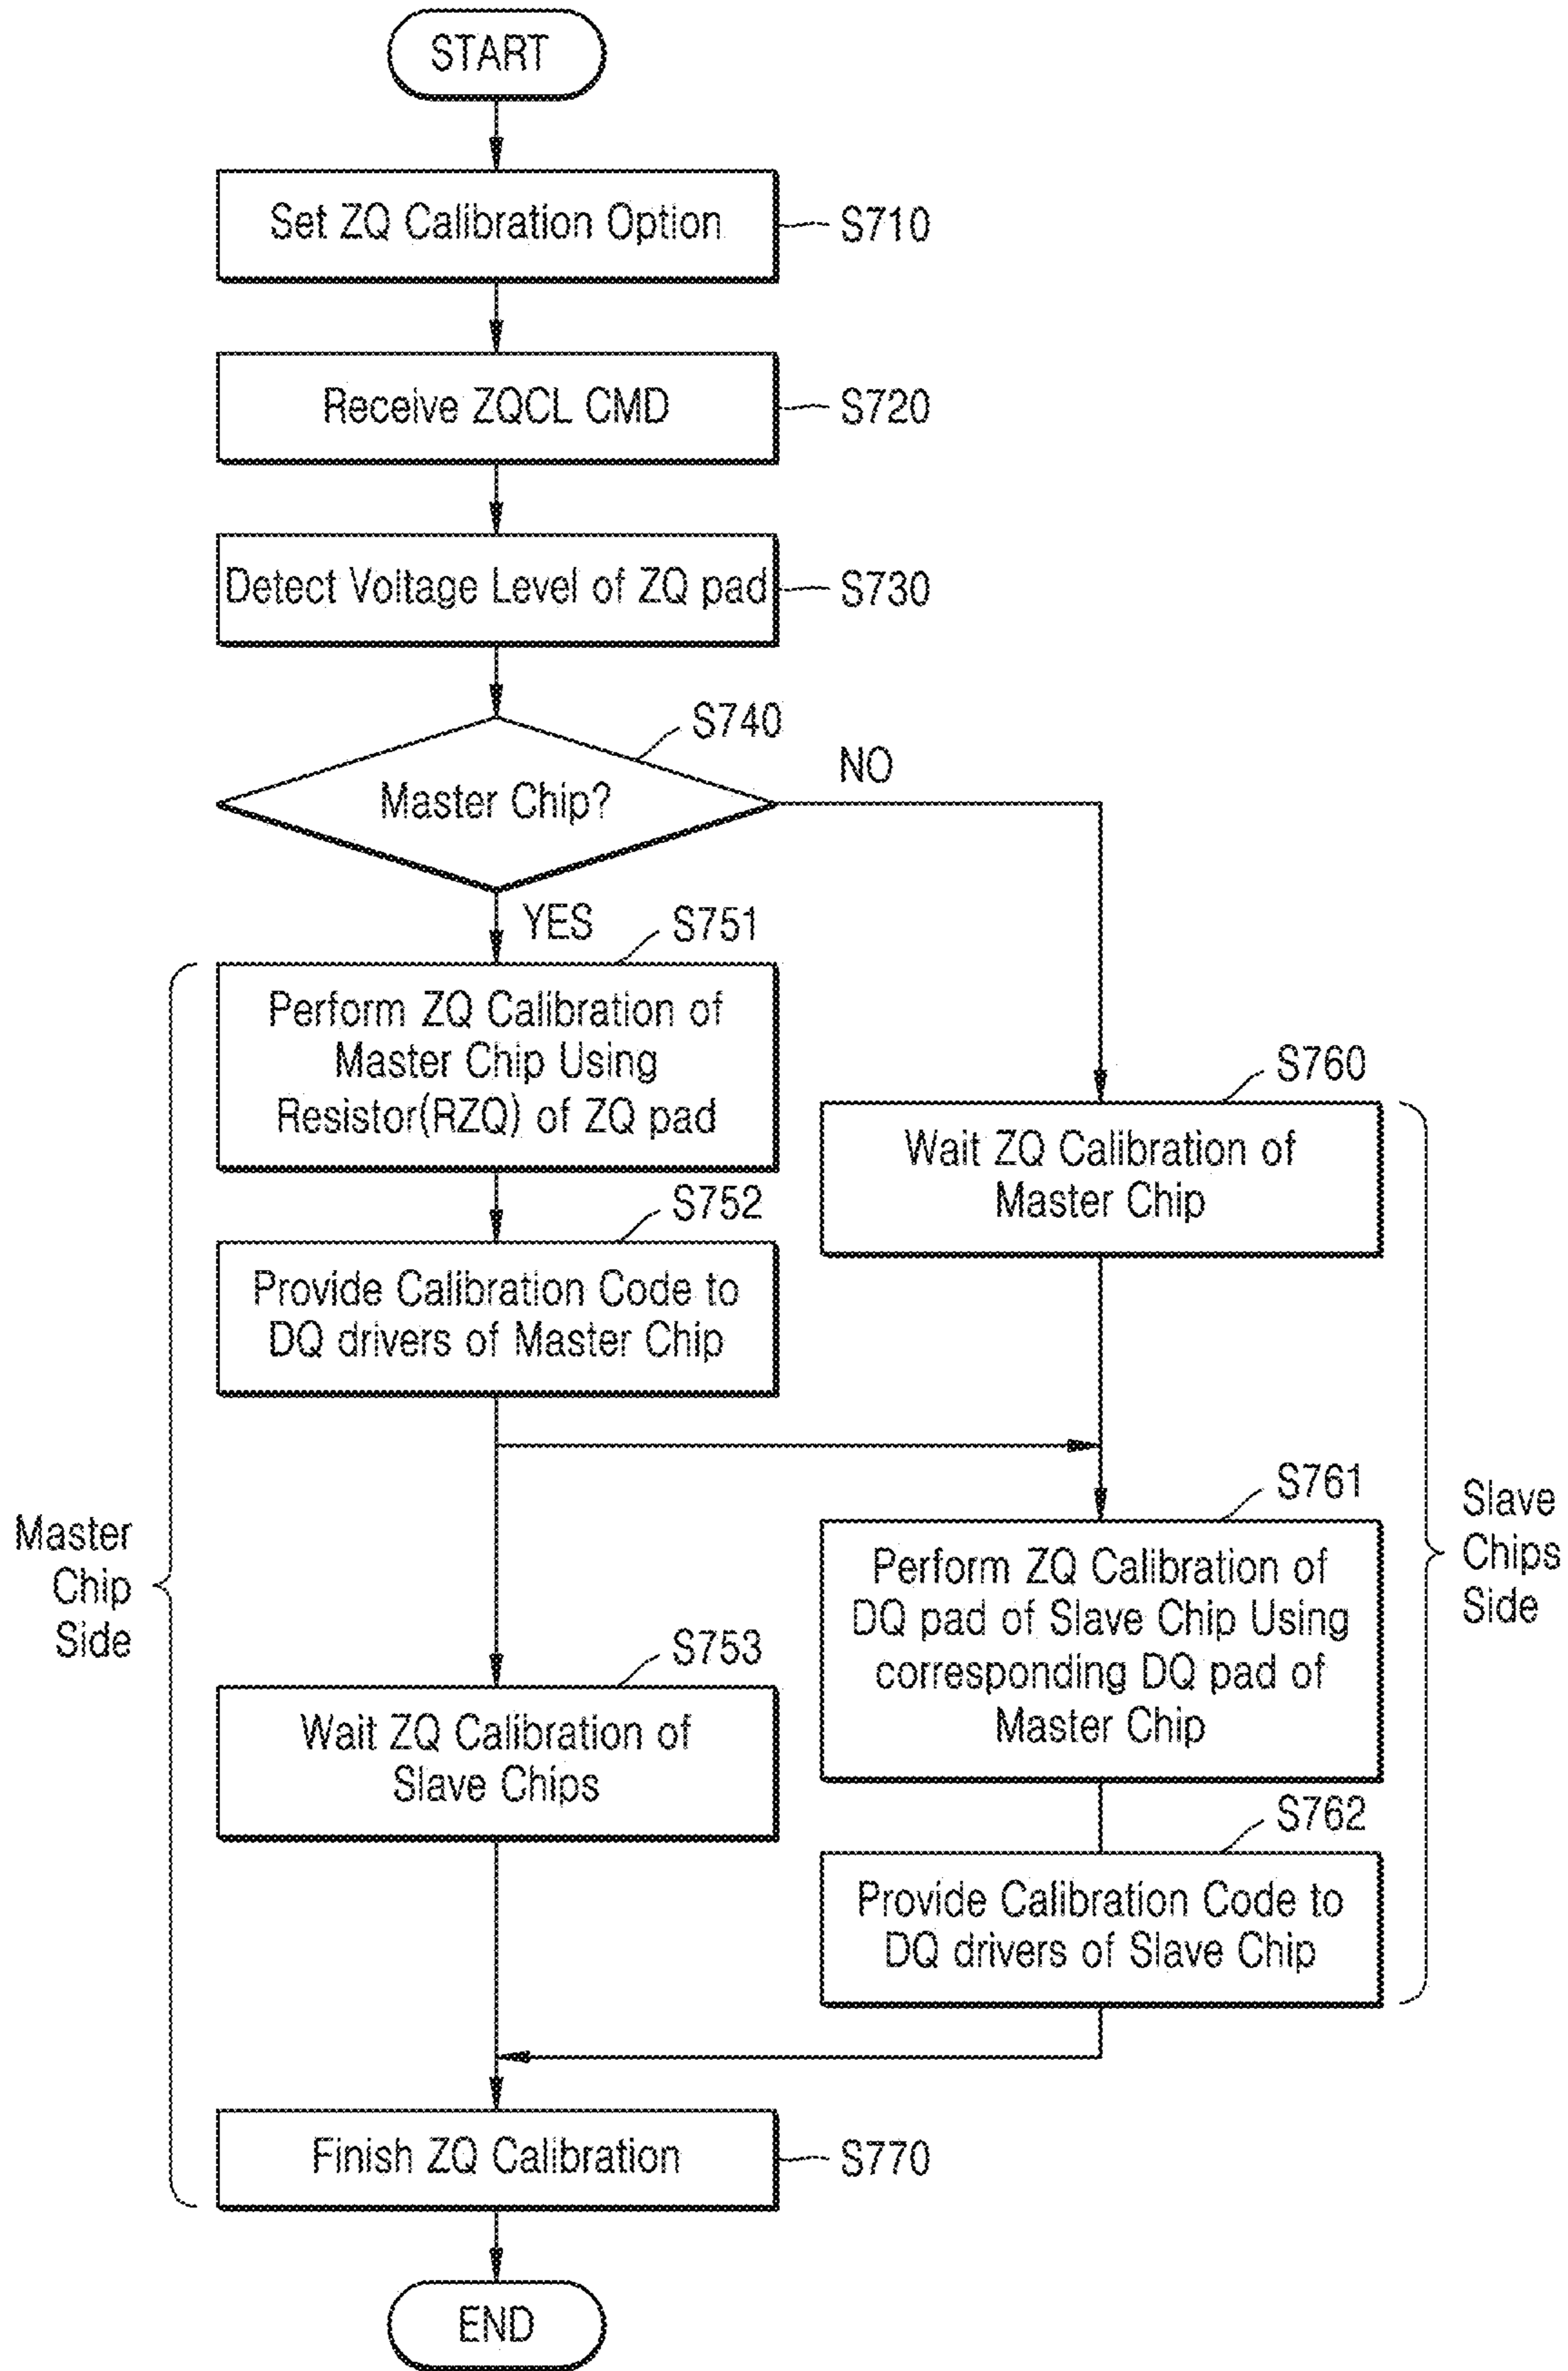 START
Set ZQ Calibration Option
S710
Receive ZQCL CMD
S720
Detect Voltage Level of ZQ pad
S730
S740
Master Chip?
NO
YES
S751
Perform ZQ Calibration of
Master Chip Using
Resistor(RZQ) of ZQ pad
S760
Wait ZQ Calibration of
Master Chip
S752
Provide Calibration Code to
DQ drivers of Master Chip
S761
Perform ZQ Calibration of
DQ pad of Slave Chip Using
corresponding DQ pad of
Master Chip
Master
Chip
Side
Slave
Chips
Side
S753
Wait ZQ Calibration of
Slave Chips
S762
Provide Calibration Code to
DQ drivers of Slave Chip
Finish ZQ Calibration
S770
END